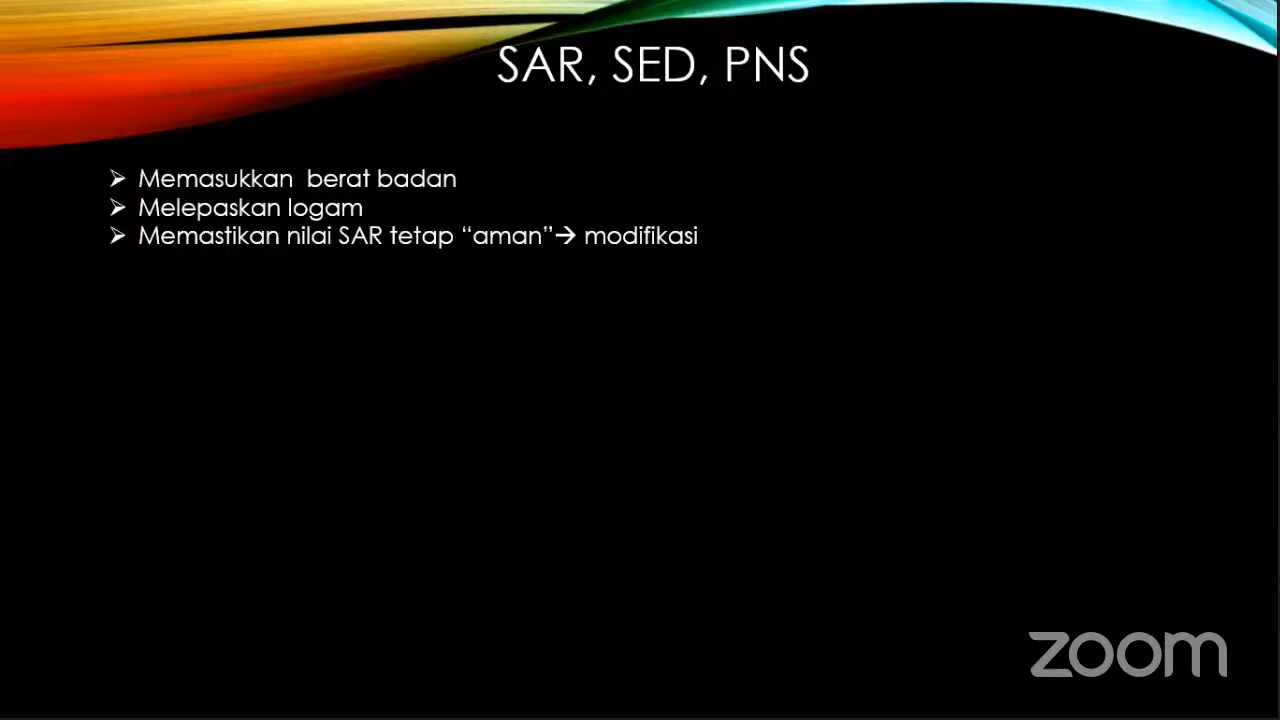 SAR, SED, PNS
➢ Memasukkan  berat badan
➢ Melepaskan logam
➢ Memastikan nilai SAR tetap “aman”→ modifikasi
zoom